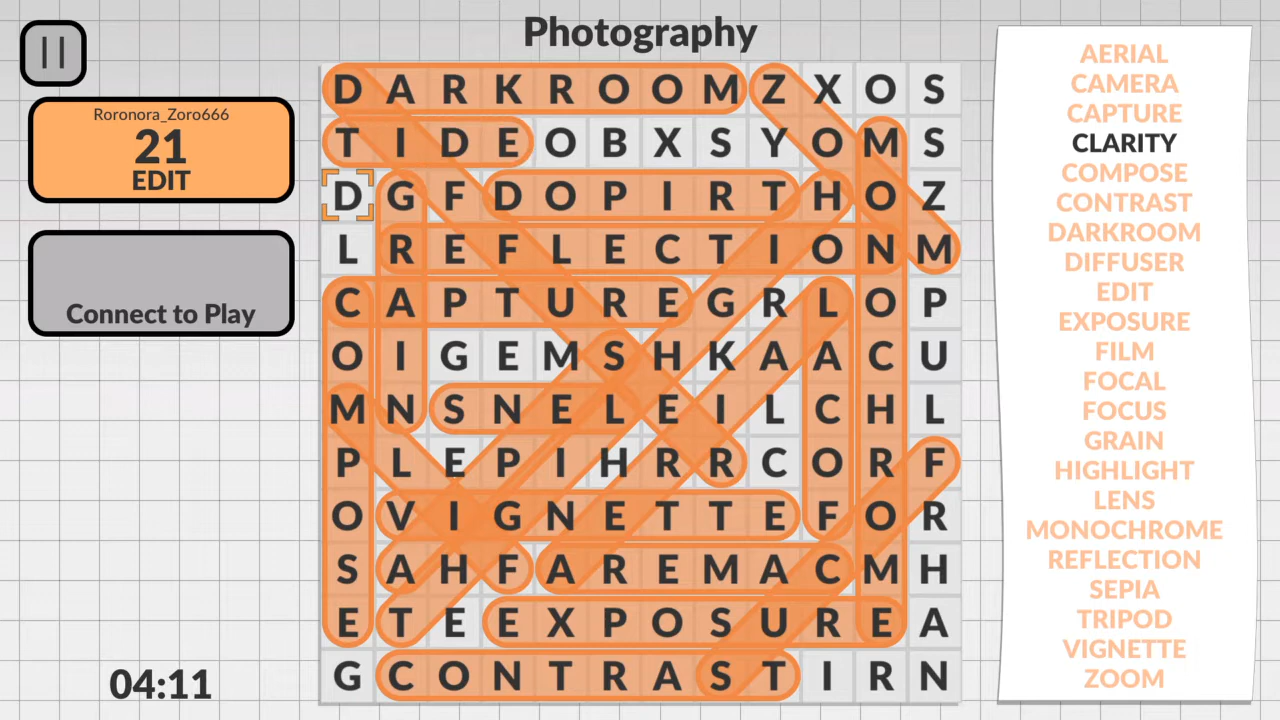 Photography
Roronora_Zoro666
21
EDIT
Connect to Play
04:11
D A R K R O O M Z X O S
T I D E O B X S Y O M S
D G F D O P I R T H O Z
L R E F L E C T I O N M
C A P T U R E G R L O P
O I G E M S H K A A C U
M N S N E L E I L C H L
P L E P I H R R C O R F
O V I G N E T T E F O R
S A H F A R E M A C M H
E T E E X P O S U R E A
G C O N T R A S T I R N
AERIAL
CAMERA
CAPTURE
CLARITY
COMPOSE
CONTRAST
DARKROOM
DIFFUSER
EDIT
EXPOSURE
FILM
FOCAL
FOCUS
GRAIN
HIGHLIGHT
LENS
MONOCHROME
REFLECTION
SEPIA
TRIPOD
VIGNETTE
ZOOM